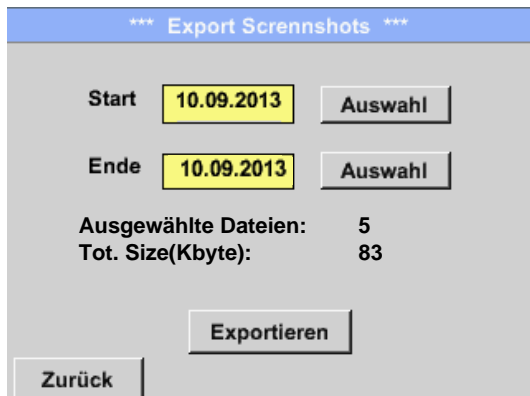 *** Export Scrennshots ***
Start 10.09.2013 Auswahl
Ende 10.09.2013 Auswahl
Ausgewählte Dateien: 5
Tot. Size(Kbyte): 83
Exportieren
Zurück